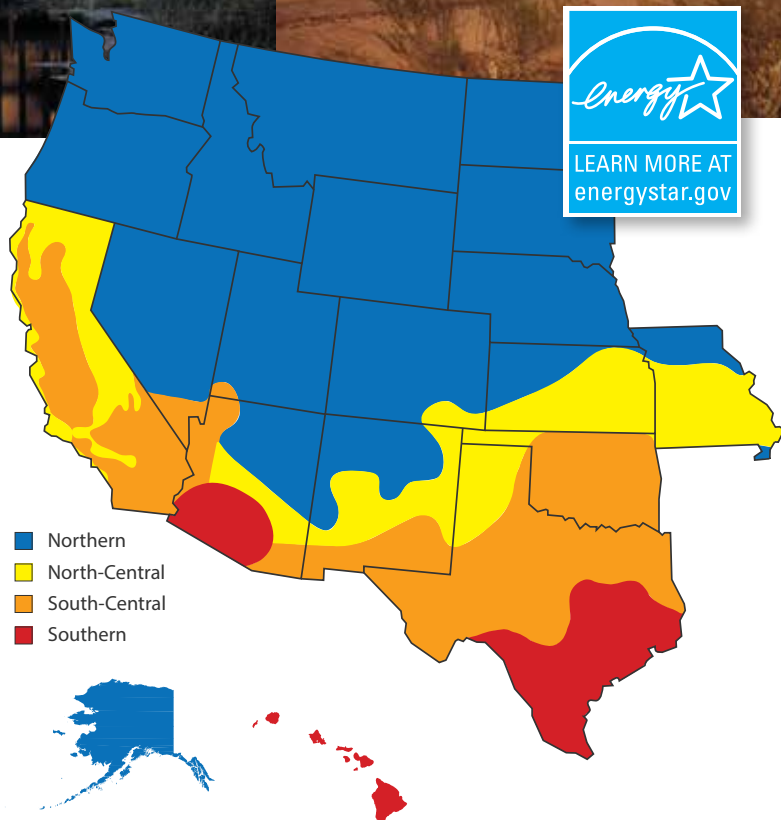 energy
LEARN MORE AT
energystar.gov
Northern
North-Central
South-Central
Southern